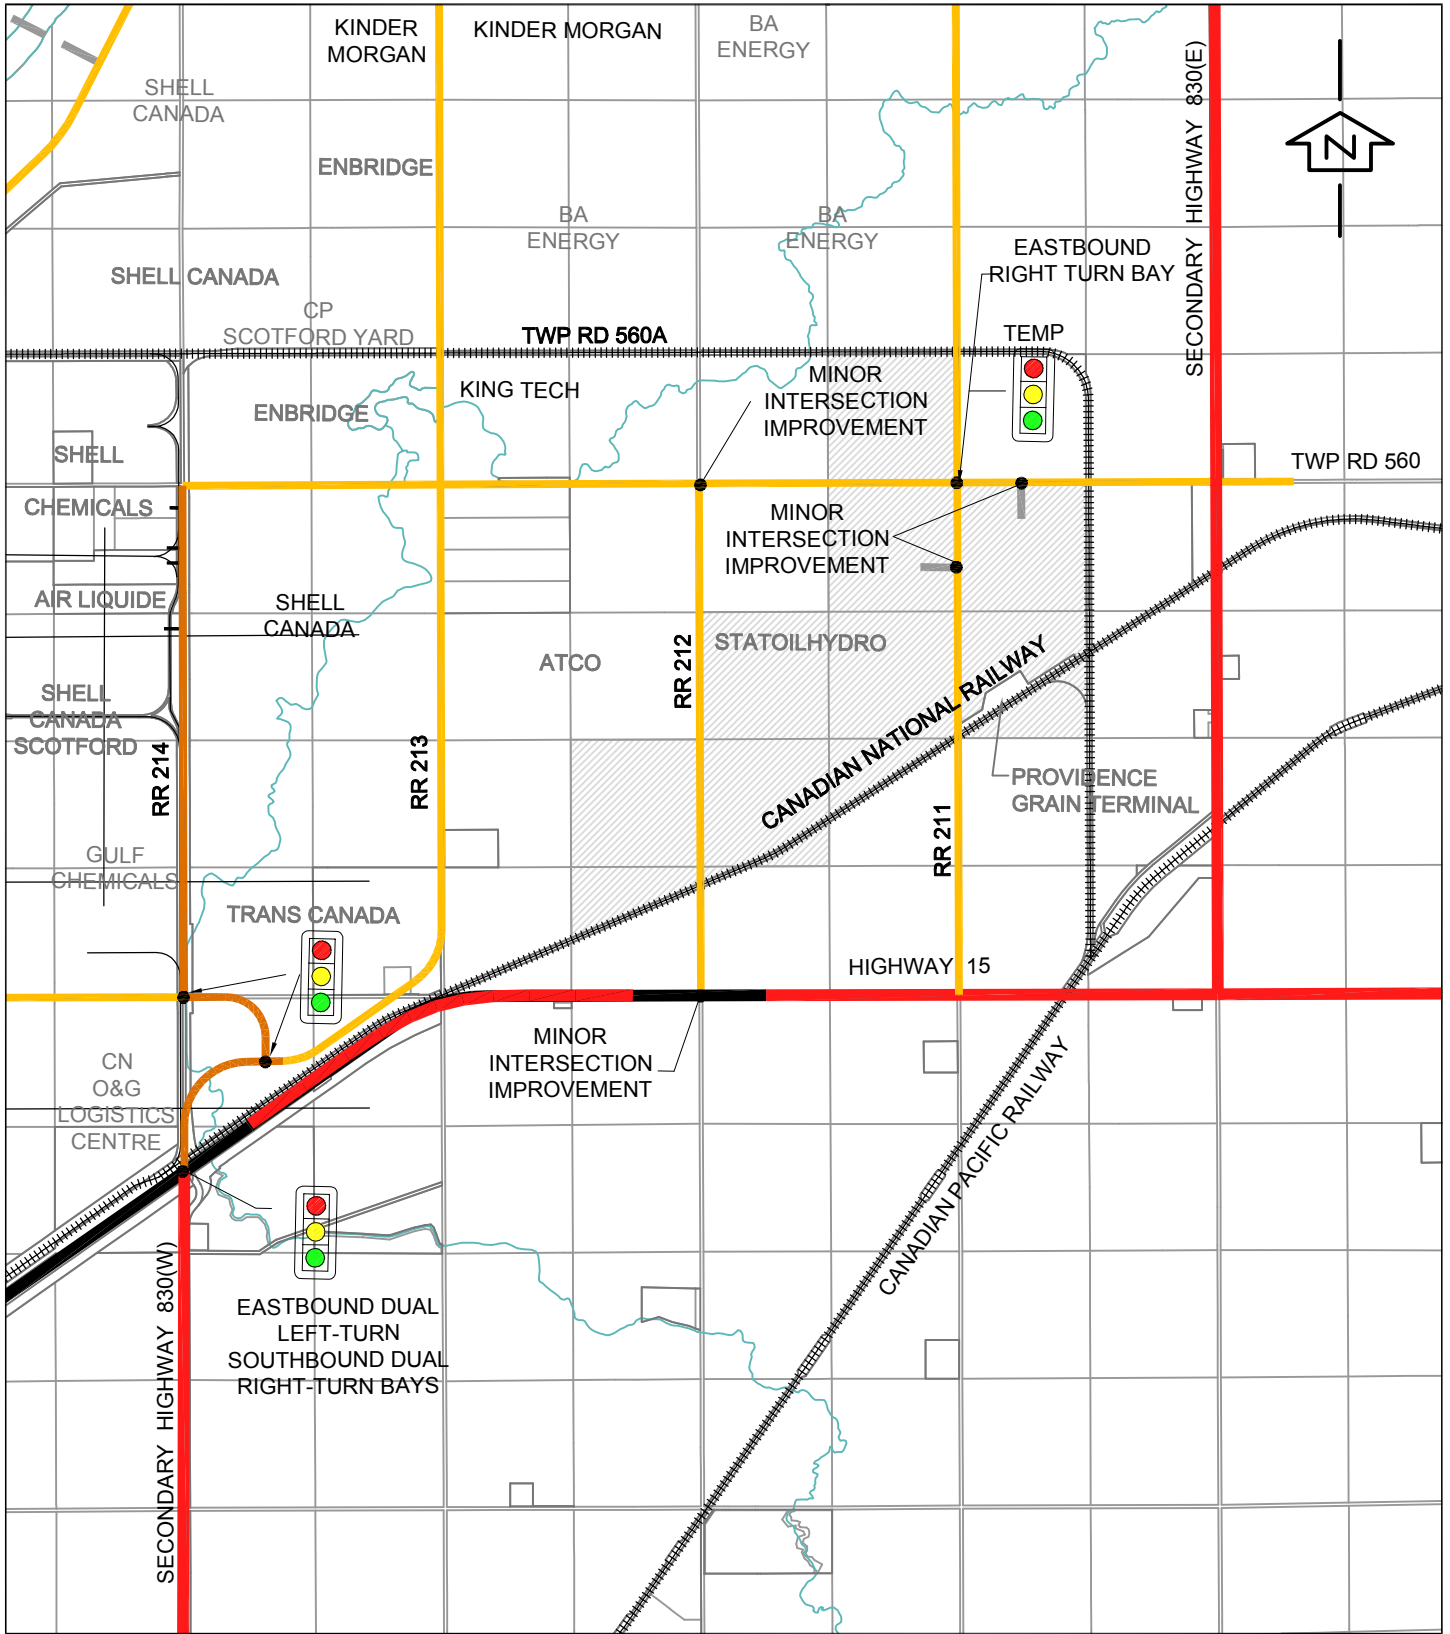 KINDER
MORGAN
KINDER MORGAN
BA
ENERGY
SHELL
CANADA
SECONDARY HIGHWAY 830(E)
N
ENBRIDGE
BA
ENERGY
BA
ENERGY
EASTBOUND
RIGHT TURN BAY
SHELL CANADA
CP
SCOTFORD YARD
TWP RD 560A
TEMP
KING TECH
MINOR
INTERSECTION
IMPROVEMENT
ENBRIDGE
SHELL
CHEMICALS
TWP RD 560
MINOR
INTERSECTION
IMPROVEMENT
AIR LIQUIDE
SHELL
CANADA
RR 212
STATOILHYDRO
ATCO
CANADIAN NATIONAL RAILWAY
SHELL
CANADA
SCOTFORD
RR 214
RR 213
PROVIDENCE
GRAIN TERMINAL
RR 211
GULF
CHEMICALS
TRANS CANADA
HIGHWAY 15
MINOR
INTERSECTION
IMPROVEMENT
CN
O&G
LOGISTICS
CENTRE
CANADIAN PACIFIC RAILWAY
SECONDARY HIGHWAY 830(W)
EASTBOUND DUAL
LEFT-TURN
SOUTHBOUND DUAL
RIGHT-TURN BAYS